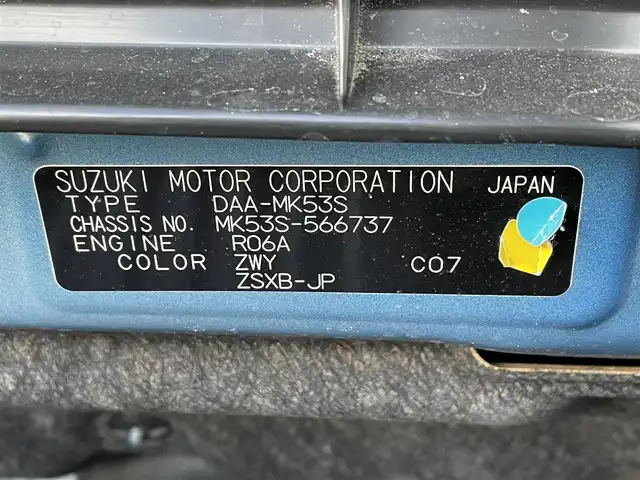 SUZUKI MOTOR CORPORATION JAPAN
TYPE DAA-MK53S
CHASSIS NO. MK53S-566737
ENGINE R06A
COLOR ZWY C07
ZSXB-JP